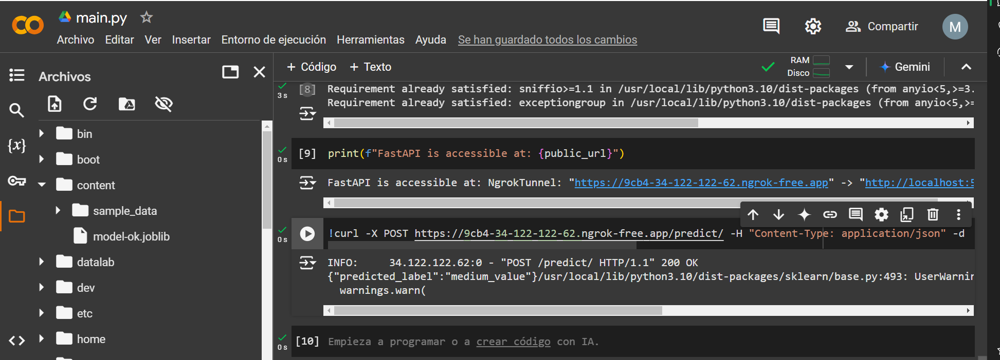 main.py
Archivo Editar Ver Insertar Entorno de ejecución Herramientas Ayuda Se han guardado todos los cambios
Compartir
M
Archivos
+ Código + Texto
RAM
Disco
Gemini
bin
boot
content
sample_data
model-ok.joblib
datalab
dev
etc
home
3 s
[8]
Requirement already satisfied: sniffio>=1.1 in /usr/local/lib/python3.10/dist-packages (from anyio<5,>=3.
Requirement already satisfied: exceptiongroup in /usr/local/lib/python3.10/dist-packages (from anyio<5,>=
0 s
[9] print(f"FastAPI is accessible at: {public_url}")
FastAPI is accessible at: NgrokTunnel: "https://9cb4-34-122-122-62.ngrok-free.app" -> "http://localhost:5
0 s
!curl -X POST https://9cb4-34-122-122-62.ngrok-free.app/predict/ -H "Content-Type: application/json" -d
INFO:     34.122.122.62:0 - "POST /predict/ HTTP/1.1" 200 OK
{"predicted_label":"medium_value"}/usr/local/lib/python3.10/dist-packages/sklearn/base.py:493: UserWarnin
  warnings.warn(
0 s
[10] Empieza a programar o a crear código con IA.